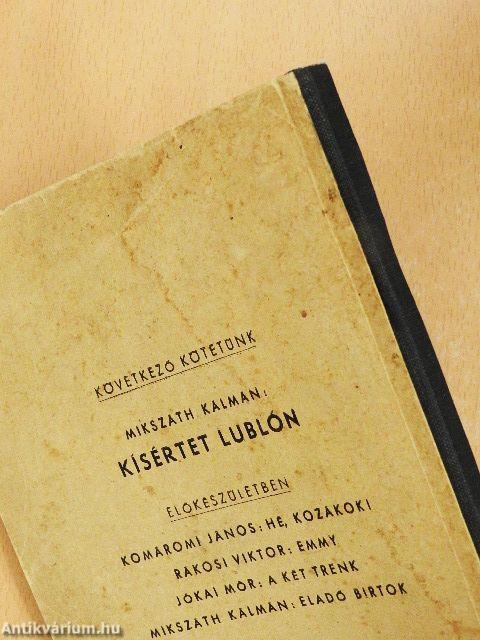 KÖVETKEZŐ KÖTETÜNK
MIKSZÁTH KÁLMÁN:
KÍSÉRTET LUBLÓN
ELŐKÉSZÜLETBEN
KOMÁROMI JÁNOS: HÉ, KOZÁKOK!
RÁKOSI VIKTOR: EMMY
JÓKAI MÓR: A KÉT TRENK
MIKSZÁTH KÁLMÁN: ELADÓ BIRTOK
Antikvárium.hu